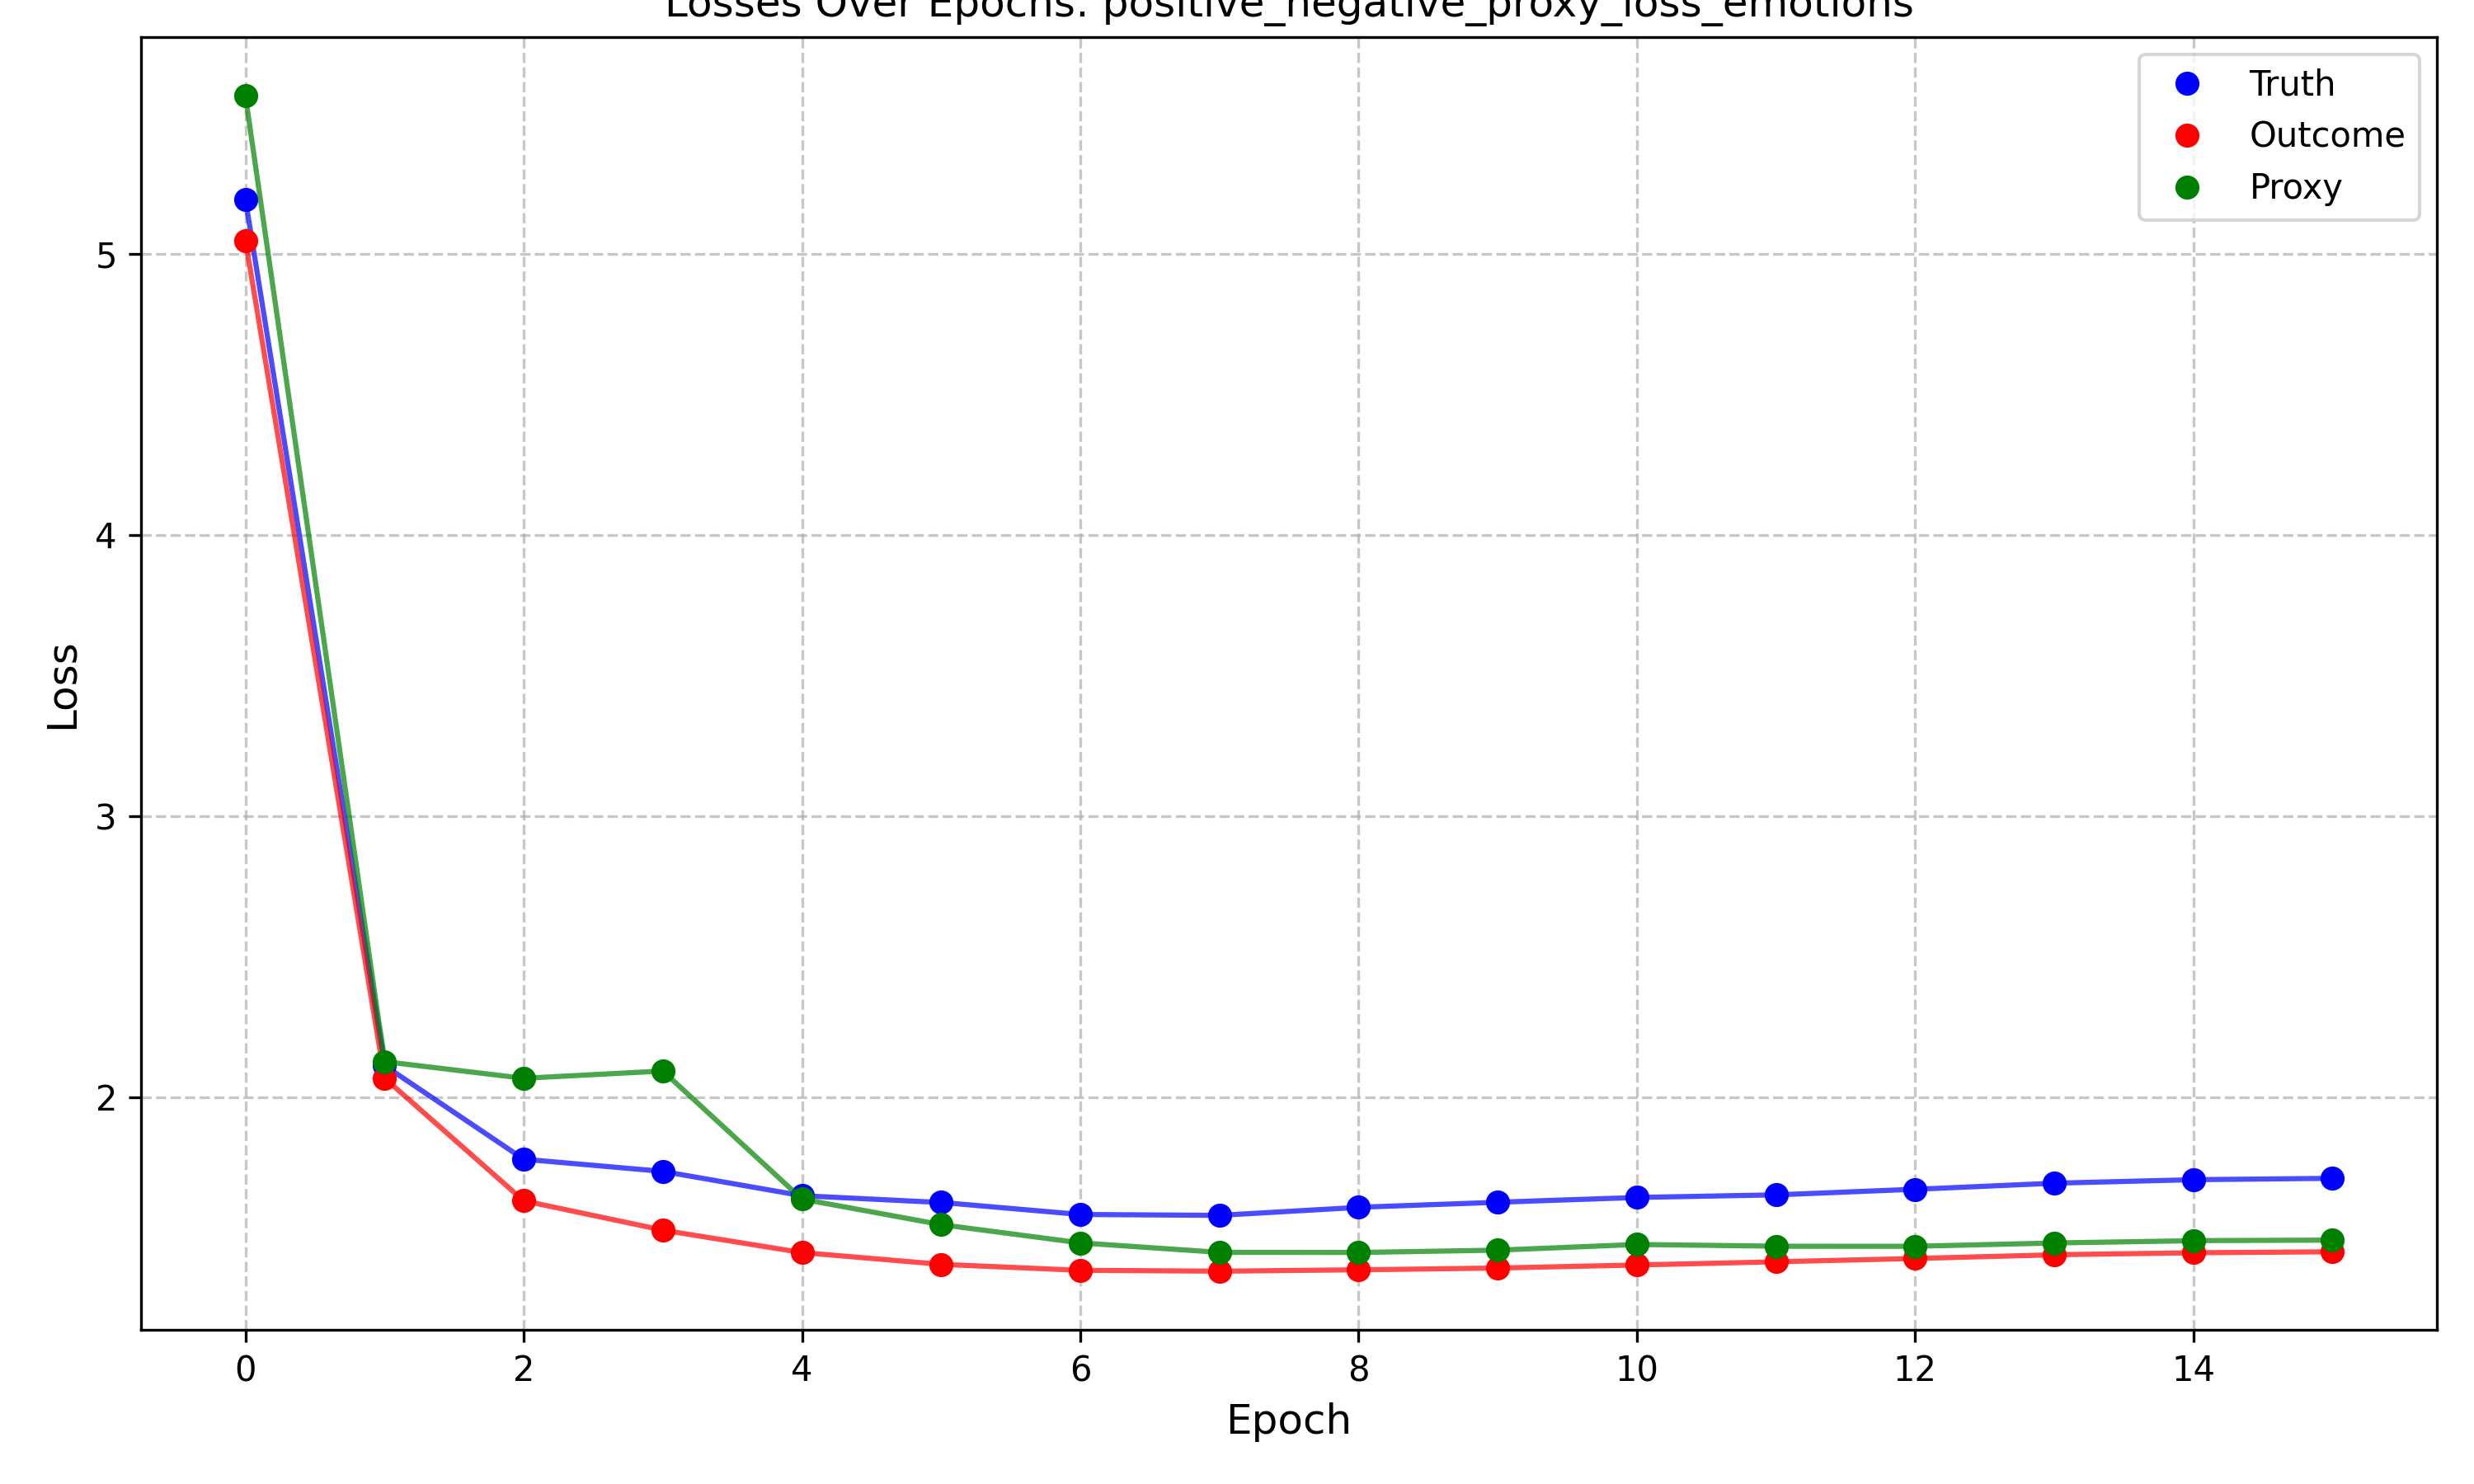 Losses Over Epochs: positive_negative_proxy_loss_emotions
Truth
Outcome
Proxy
5
4
3
2
Loss
0 2 4 6 8 10 12 14
Epoch